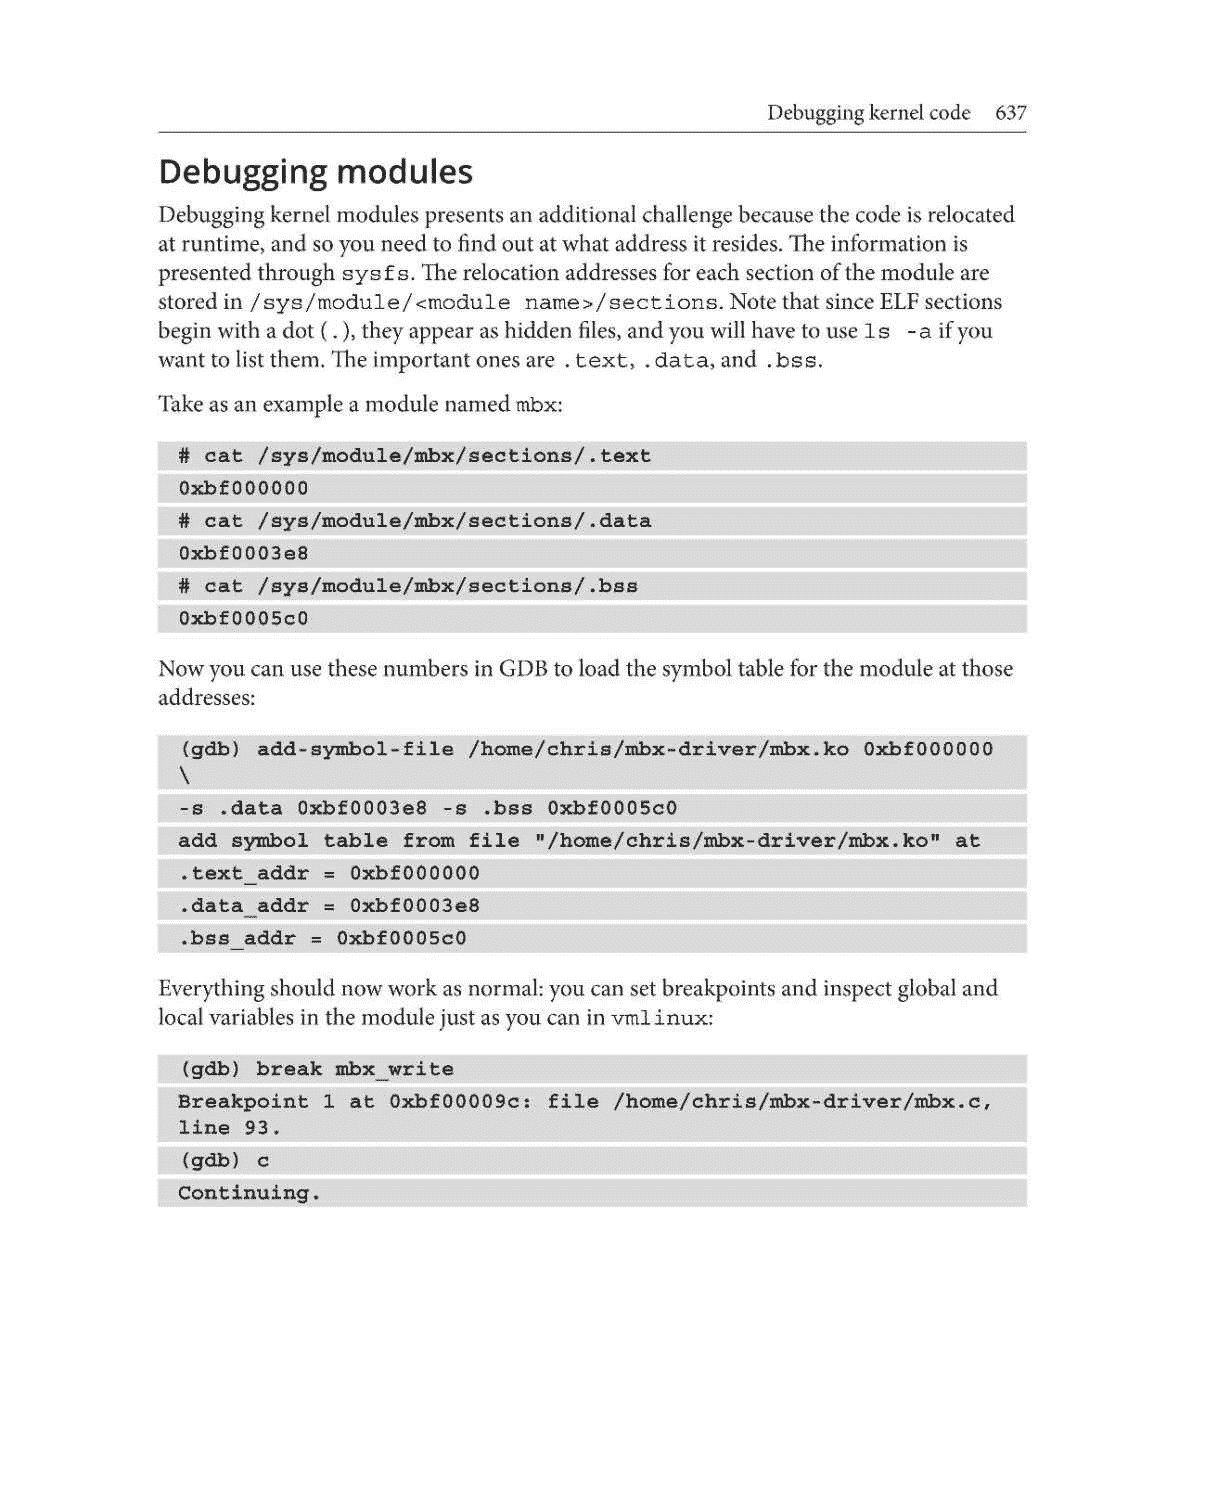 Debugging kernel code 637
Debugging modules
Debugging kernel modules presents an additional challenge because the code is relocated
at runtime, and so you need to find out at what address it resides. The information is
presented through sysfs. The relocation addresses for each section of the module are
stored in /sys/module/<module name>/sections. Note that since ELF sections
begin with a dot (.), they appear as hidden files, and you will have to use ls -a if you
want to list them. The important ones are .text, .data, and .bss.
Take as an example a module named mbx:
# cat /sys/module/mbx/sections/.text
0xbf000000
# cat /sys/module/mbx/sections/.data
0xbf0003e8
# cat /sys/module/mbx/sections/.bss
0xbf0005c0
Now you can use these numbers in GDB to load the symbol table for the module at those
addresses:
(gdb) add-symbol-file /home/chris/mbx-driver/mbx.ko 0xbf000000
\
-s .data 0xbf0003e8 -s .bss 0xbf0005c0
add symbol table from file "/home/chris/mbx-driver/mbx.ko" at
.text_addr = 0xbf000000
.data_addr = 0xbf0003e8
.bss_addr = 0xbf0005c0
Everything should now work as normal: you can set breakpoints and inspect global and
local variables in the module just as you can in vmlinux:
(gdb) break mbx_write
Breakpoint 1 at 0xbf00009c: file /home/chris/mbx-driver/mbx.c,
line 93.
(gdb) c
Continuing.